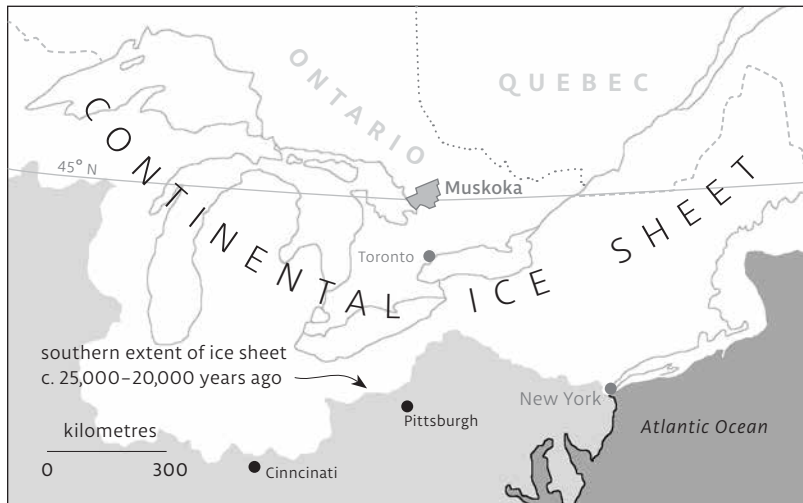 ONTARIO
QUEBEC
CONTINENTAL ICE SHEET
45° N
Muskoka
Toronto
southern extent of ice sheet
c. 25,000–20,000 years ago
New York
Pittsburgh
Atlantic Ocean
kilometres
0 300
Cinncinati